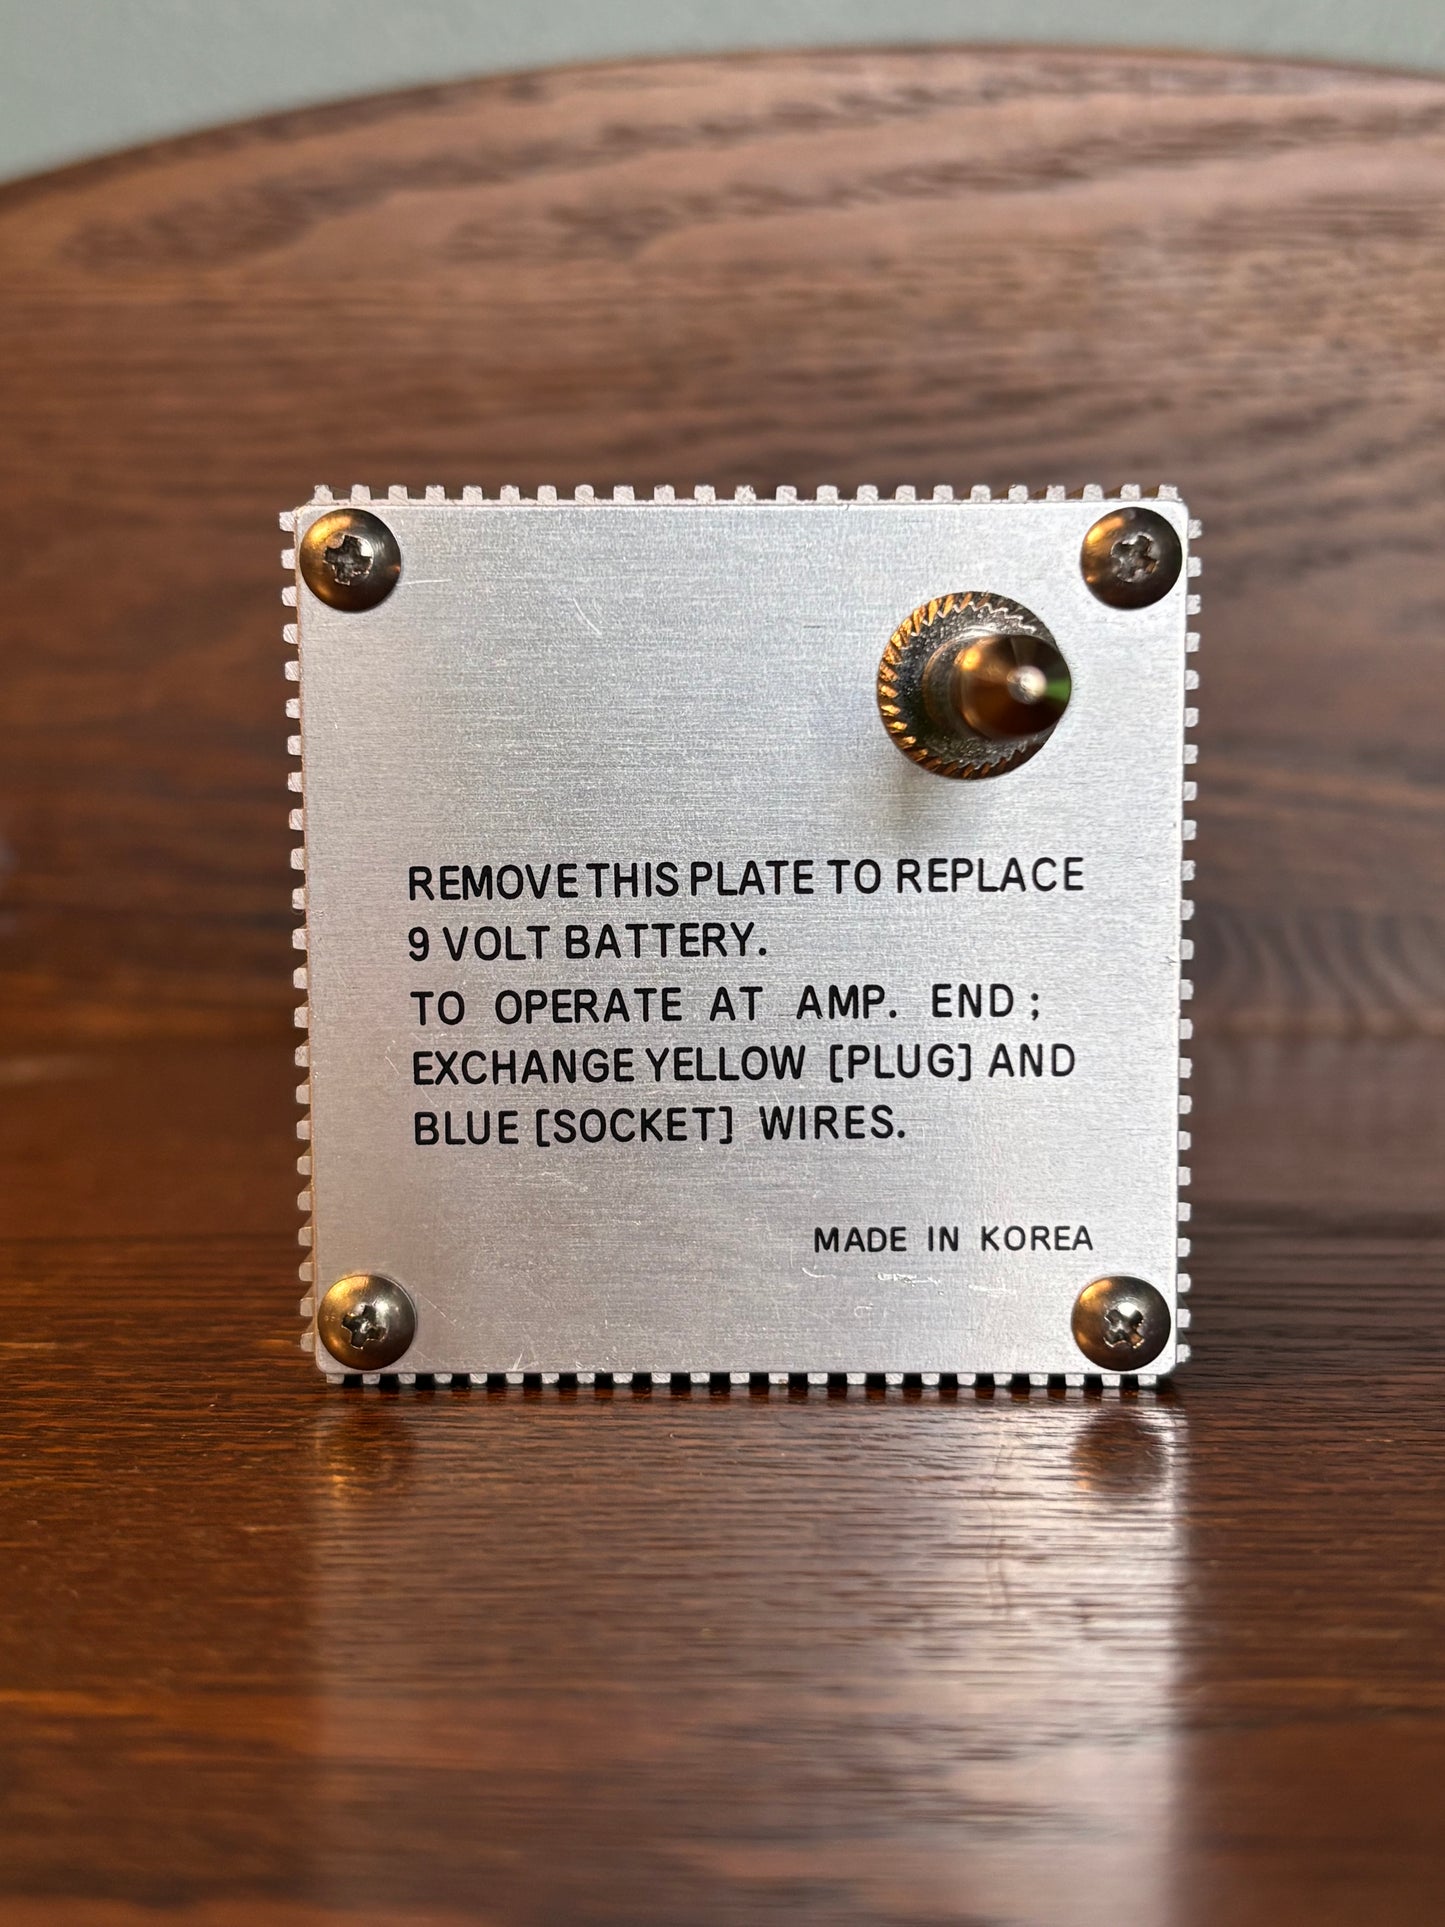 REMOVE THIS PLATE TO REPLACE
9 VOLT BATTERY.
TO OPERATE AT AMP. END ;
EXCHANGE YELLOW [PLUG] AND
BLUE [SOCKET] WIRES.
MADE IN KOREA